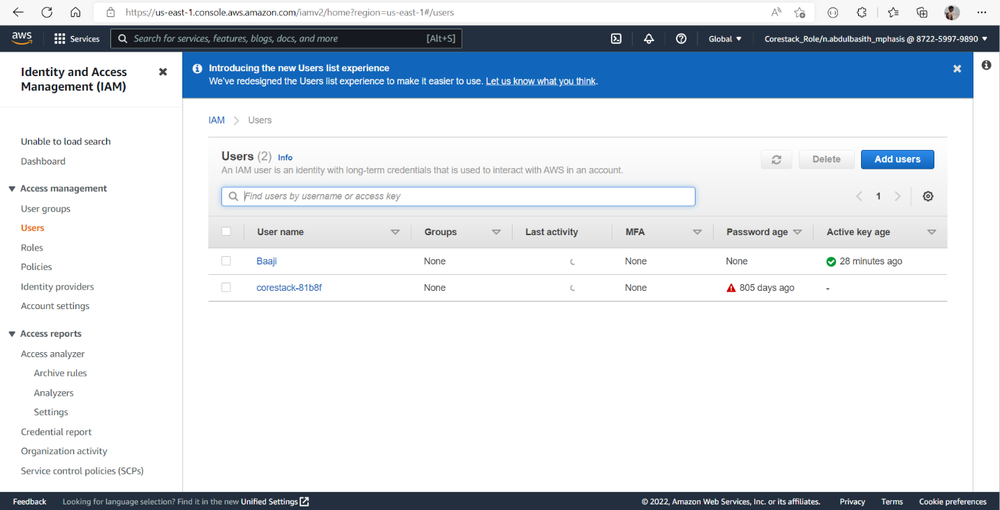 https://us-east-1.console.aws.amazon.com/iamv2/home?region=us-east-1#/users
aws
Services
Search for services, features, blogs, docs, and more [Alt+S]
Global
Corestack_Role/n.abdulbasith_mphasis @ 8722-5997-9890
Identity and Access
Management (IAM)
Unable to load search
Dashboard
Access management
User groups
Users
Roles
Policies
Identity providers
Account settings
Access reports
Access analyzer
Archive rules
Analyzers
Settings
Credential report
Organization activity
Service control policies (SCPs)
Introducing the new Users list experience
We've redesigned the Users list experience to make it easier to use. Let us know what you think.
IAM > Users
Users (2) Info
An IAM user is an identity with long-term credentials that is used to interact with AWS in an account.
Delete
Add users
Find users by username or access key
1
User name Groups Last activity MFA Password age Active key age
Baaji None None None 28 minutes ago
corestack-81b8f None None 805 days ago -
Feedback Looking for language selection? Find it in the new Unified Settings
© 2022, Amazon Web Services, Inc. or its affiliates. Privacy Terms Cookie preferences